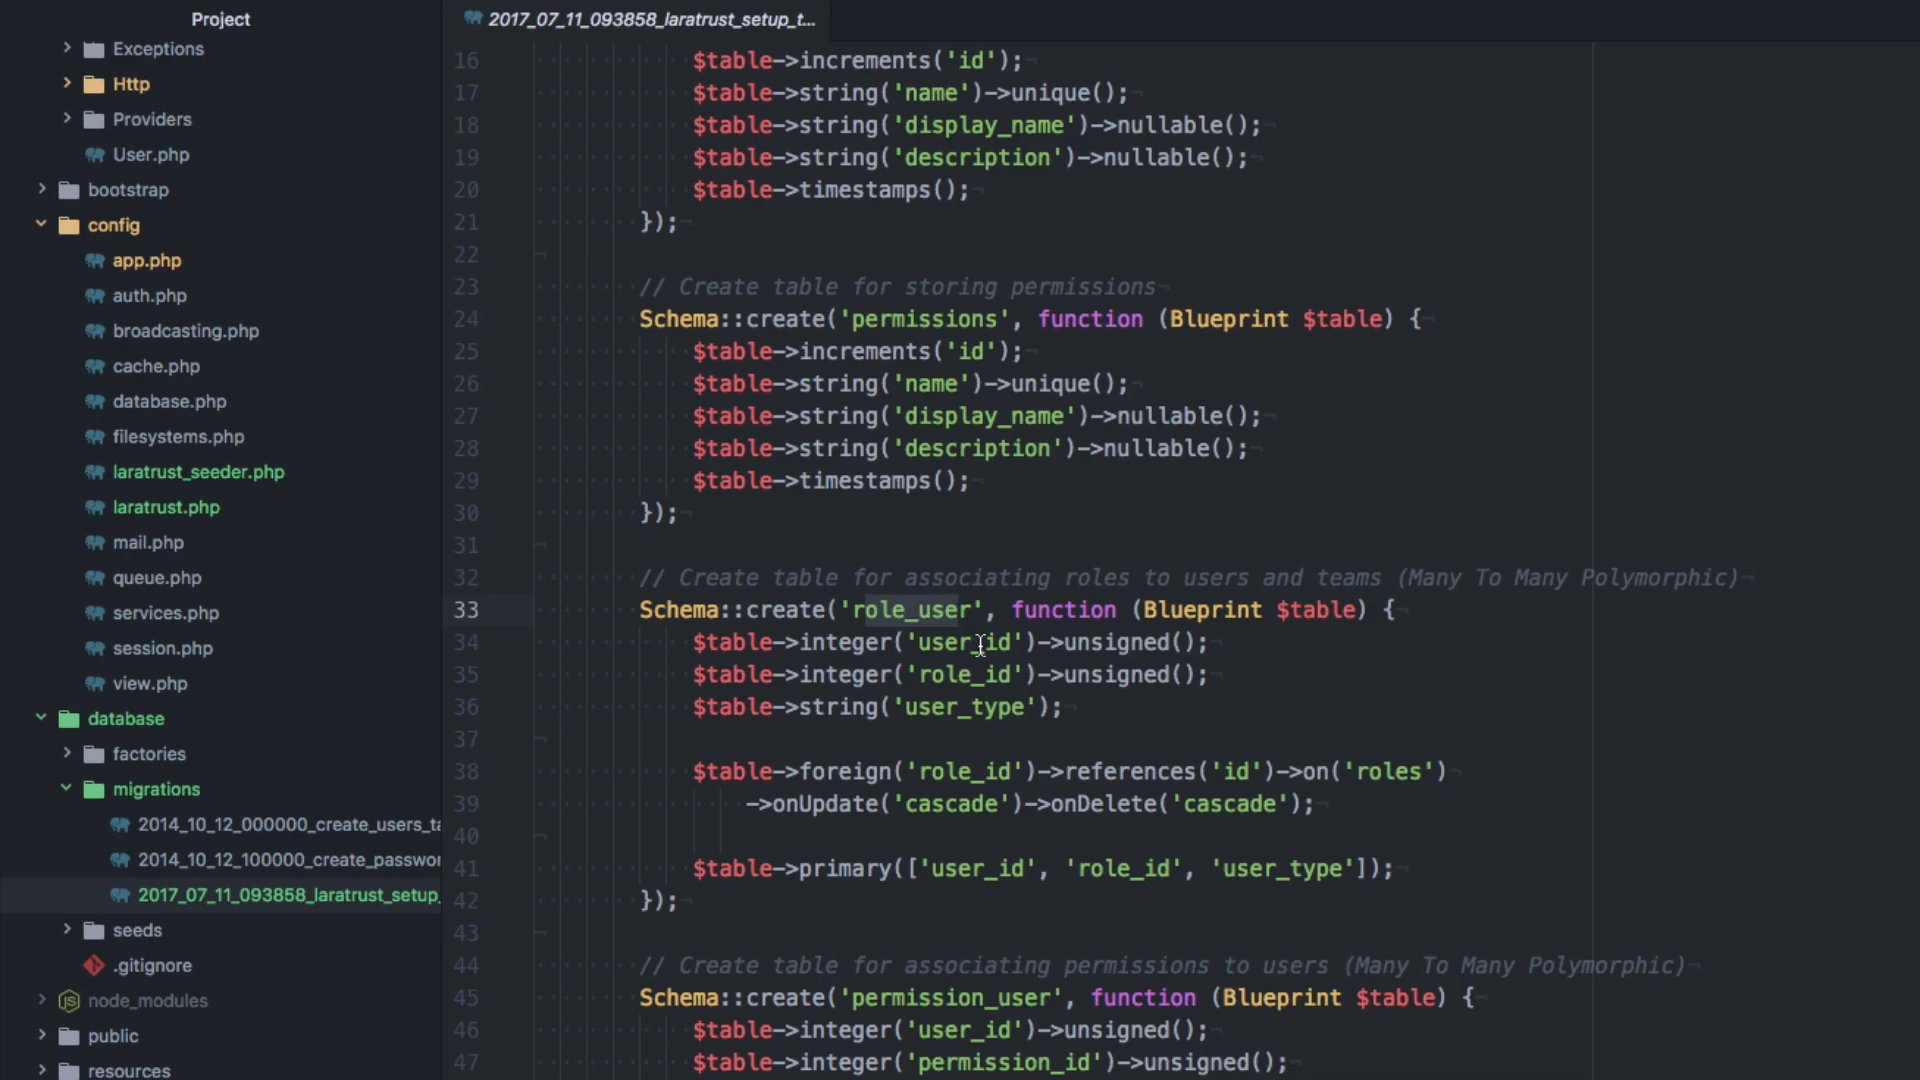 Project
Exceptions
Http
Providers
User.php
bootstrap
config
app.php
auth.php
broadcasting.php
cache.php
database.php
filesystems.php
laratrust_seeder.php
laratrust.php
mail.php
queue.php
services.php
session.php
view.php
database
factories
migrations
2014_10_12_000000_create_users_ta
2014_10_12_100000_create_passwor
2017_07_11_093858_laratrust_setup_
seeds
.gitignore
node_modules
public
resources
2017_07_11_093858_laratrust_setup_t...
16 $table->increments('id');
17 $table->string('name')->unique();
18 $table->string('display_name')->nullable();
19 $table->string('description')->nullable();
20 $table->timestamps();
21 });
22
23 // Create table for storing permissions
24 Schema::create('permissions', function (Blueprint $table) {
25 $table->increments('id');
26 $table->string('name')->unique();
27 $table->string('display_name')->nullable();
28 $table->string('description')->nullable();
29 $table->timestamps();
30 });
31
32 // Create table for associating roles to users and teams (Many To Many Polymorphic)
33 Schema::create('role_user', function (Blueprint $table) {
34 $table->integer('user_id')->unsigned();
35 $table->integer('role_id')->unsigned();
36 $table->string('user_type');
37
38 $table->foreign('role_id')->references('id')->on('roles')
39 ->onUpdate('cascade')->onDelete('cascade');
40
41 $table->primary(['user_id', 'role_id', 'user_type']);
42 });
43
44 // Create table for associating permissions to users (Many To Many Polymorphic)
45 Schema::create('permission_user', function (Blueprint $table) {
46 $table->integer('user_id')->unsigned();
47 $table->integer('permission_id')->unsigned();